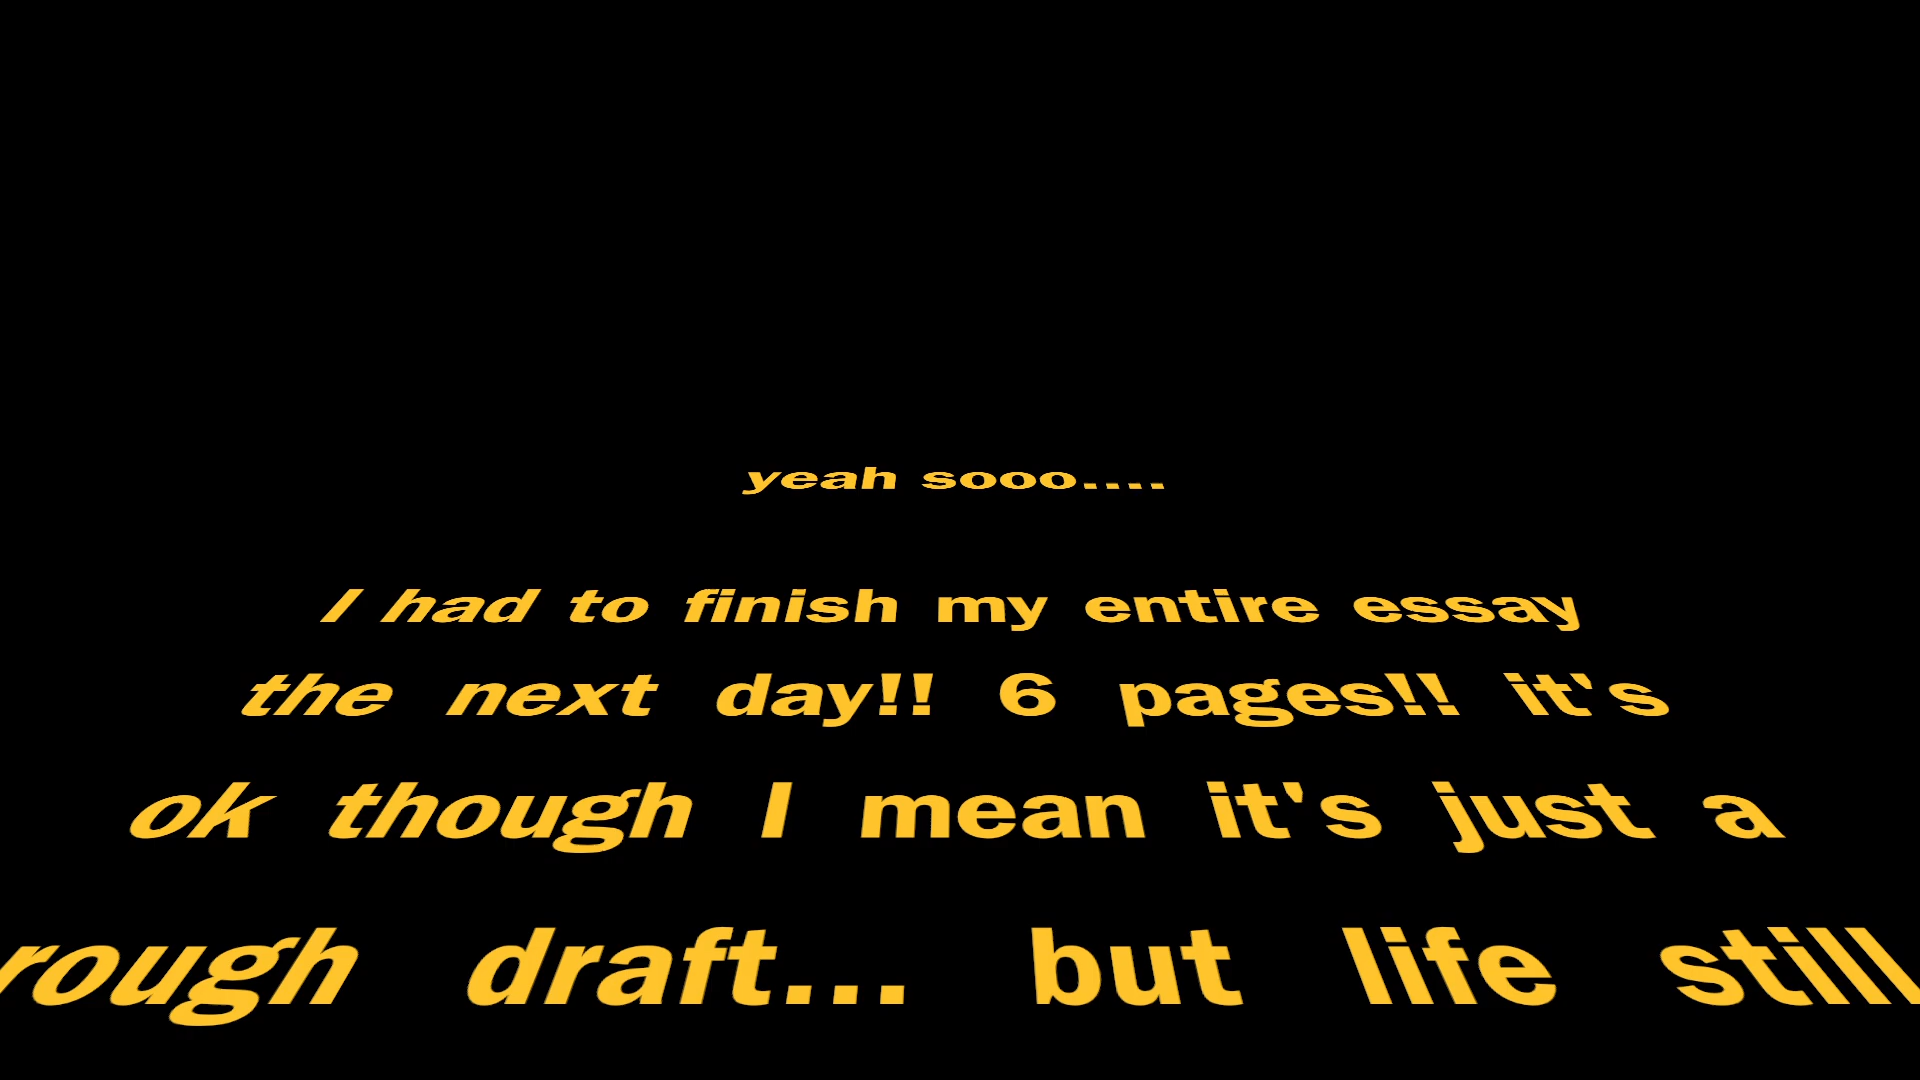 yeah sooo....
I had to finish my entire essay
the next day!! 6 pages!! it's
ok though I mean it's just a
rough draft... but life still